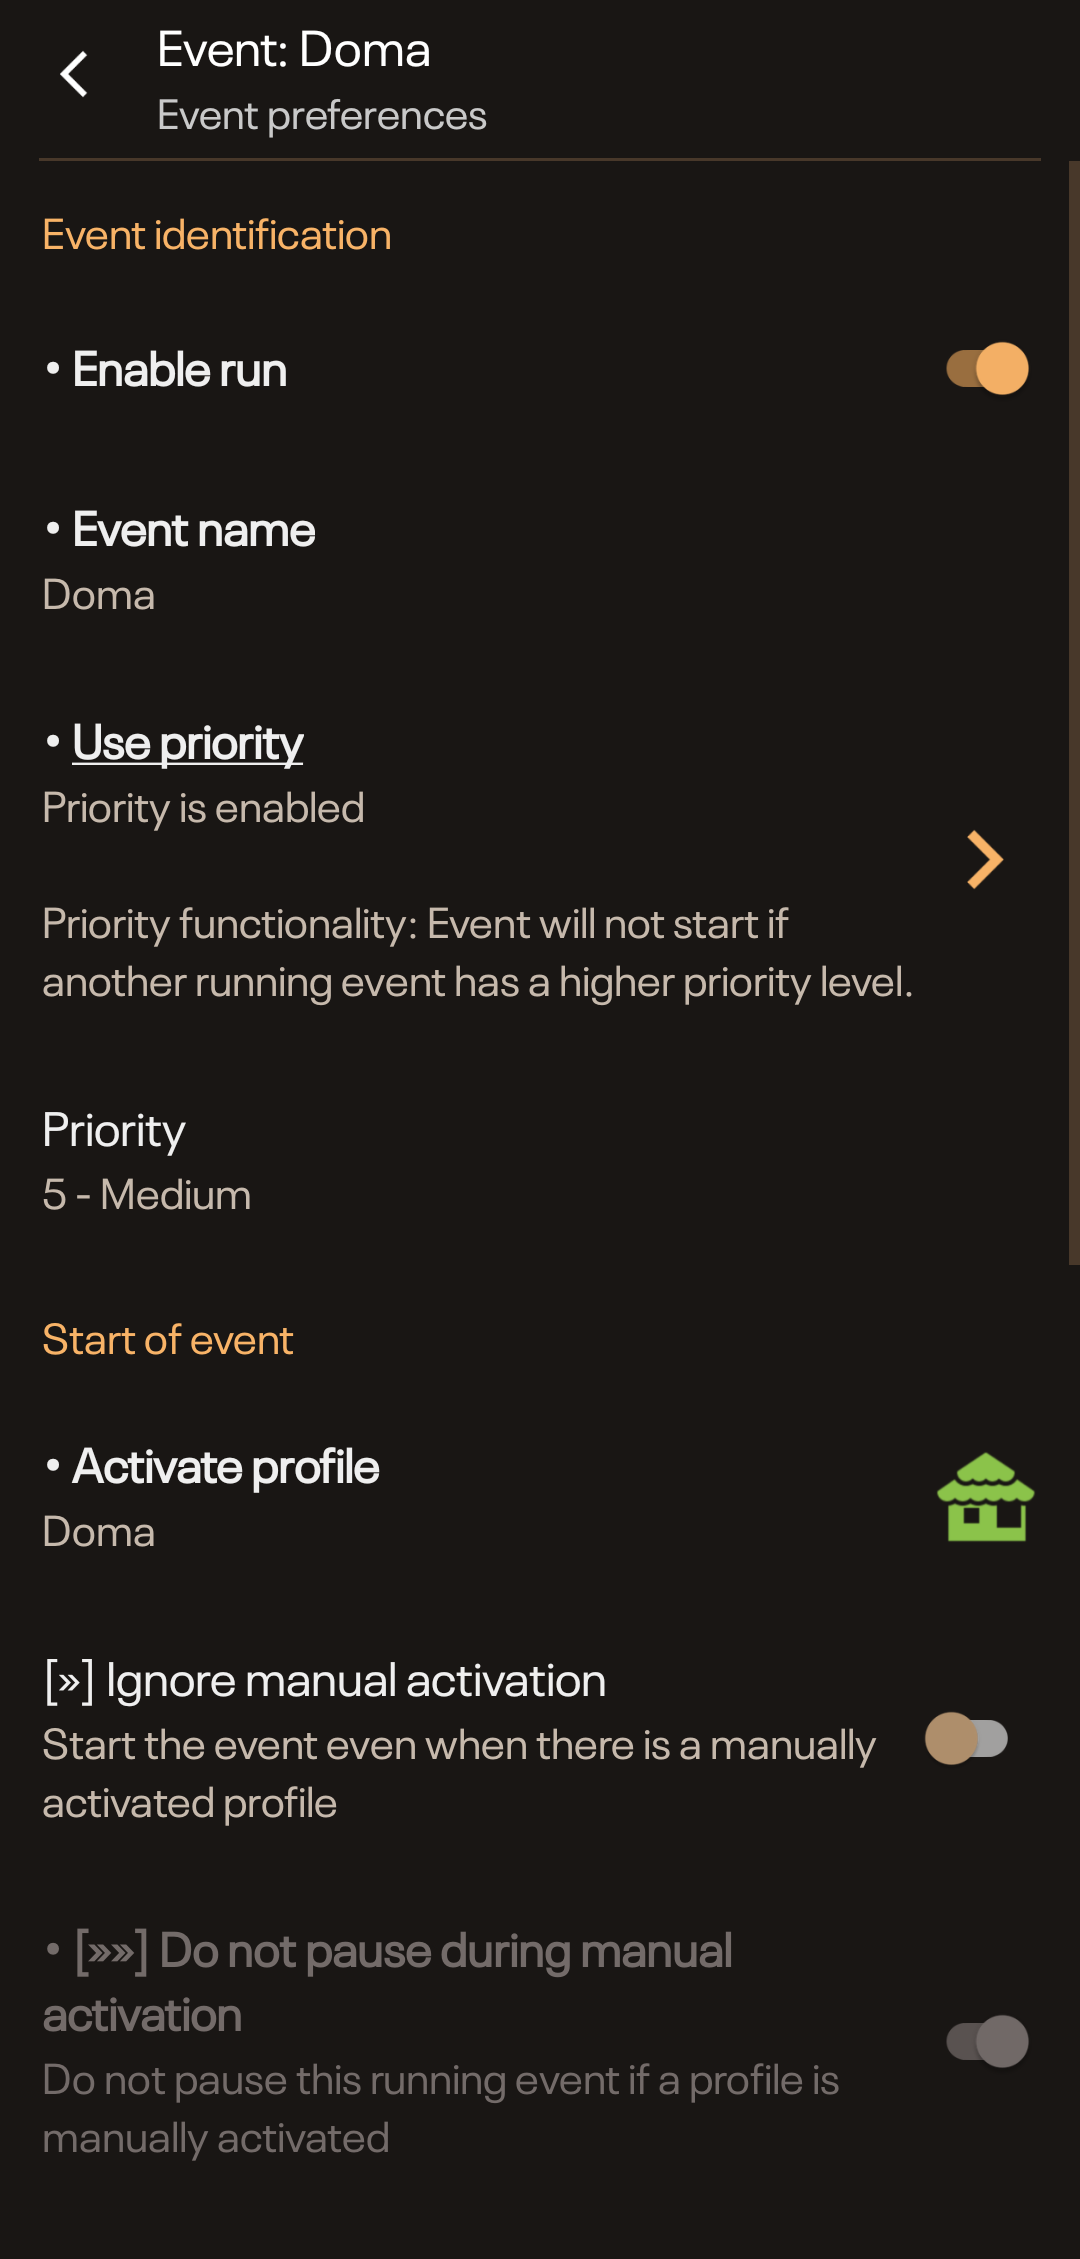 Event: Doma
Event preferences
Event identification
• Enable run
• Event name
Doma
• Use priority
Priority is enabled
Priority functionality: Event will not start if
another running event has a higher priority level.
Priority
5 - Medium
Start of event
• Activate profile
Doma
[»] Ignore manual activation
Start the event even when there is a manually
activated profile
• [»»] Do not pause during manual
activation
Do not pause this running event if a profile is
manually activated